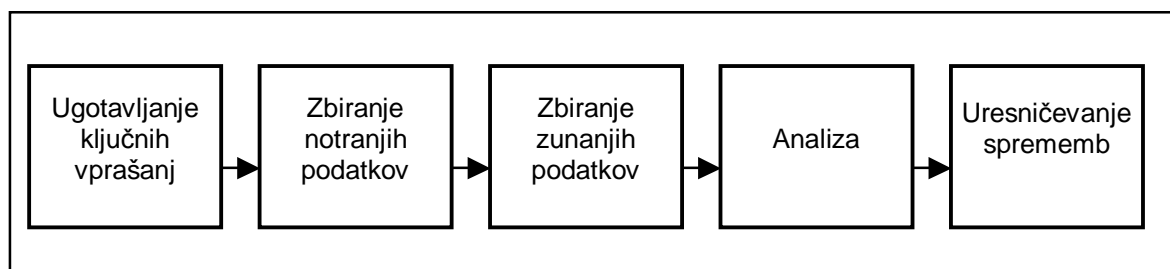 Ugotavljanje
ključnih
vprašanj
Zbiranje
notranjih
podatkov
Zbiranje
zunanjih
podatkov
Analiza
Uresničevanje
sprememb